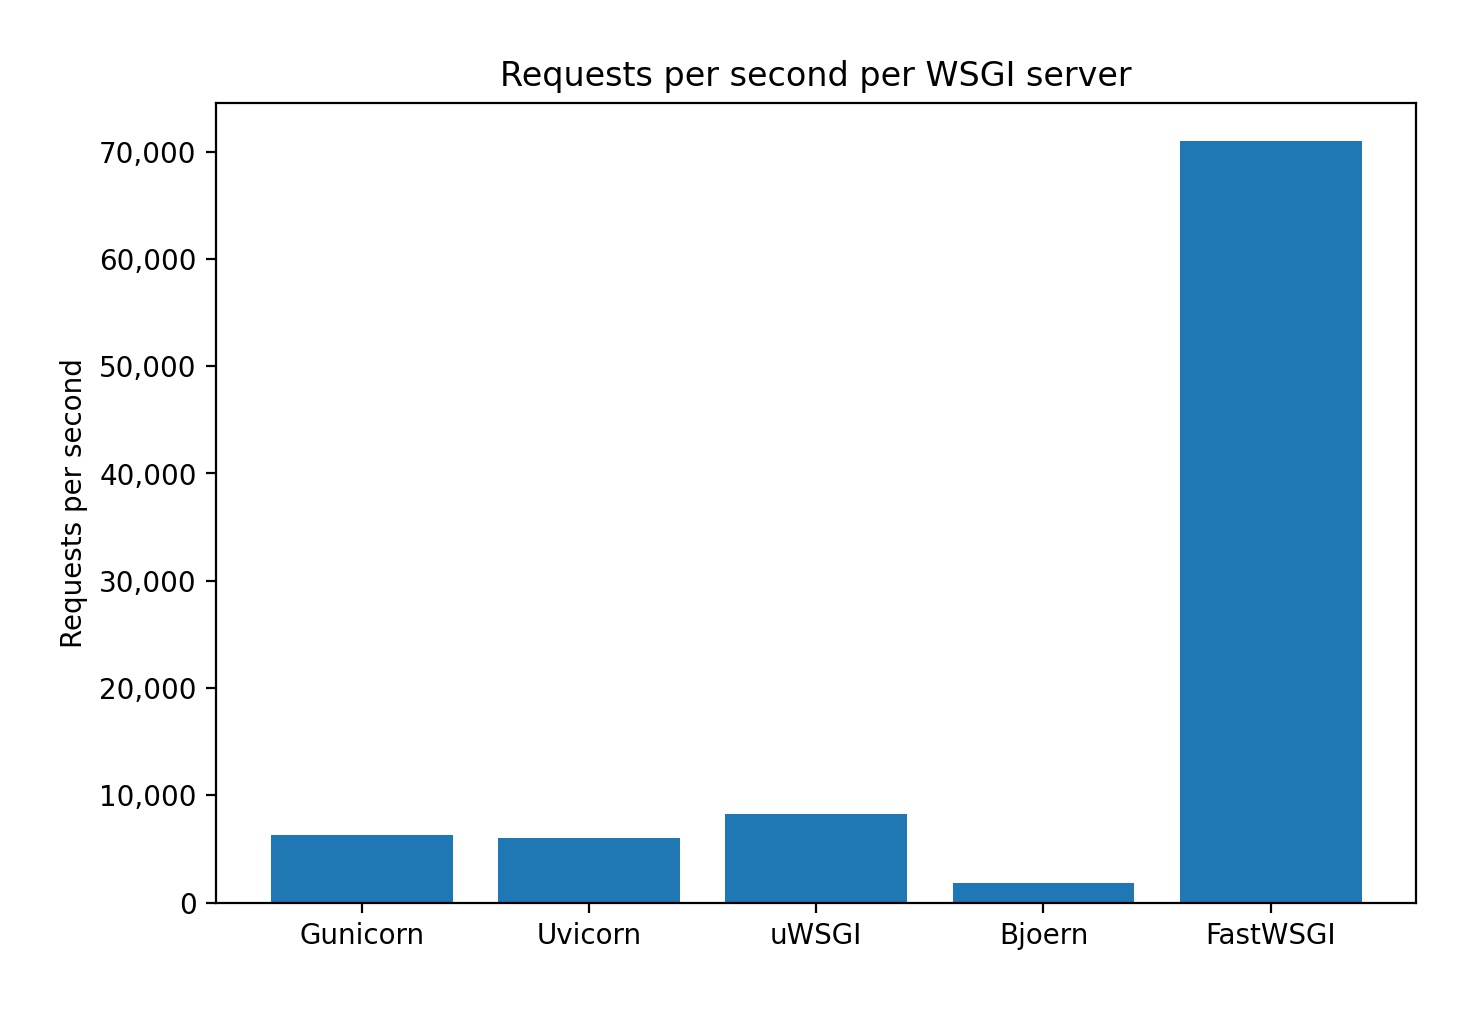 Requests per second per WSGI server
Requests per second
70,000
60,000
50,000
40,000
30,000
20,000
10,000
0
Gunicorn Uvicorn uWSGI Bjoern FastWSGI